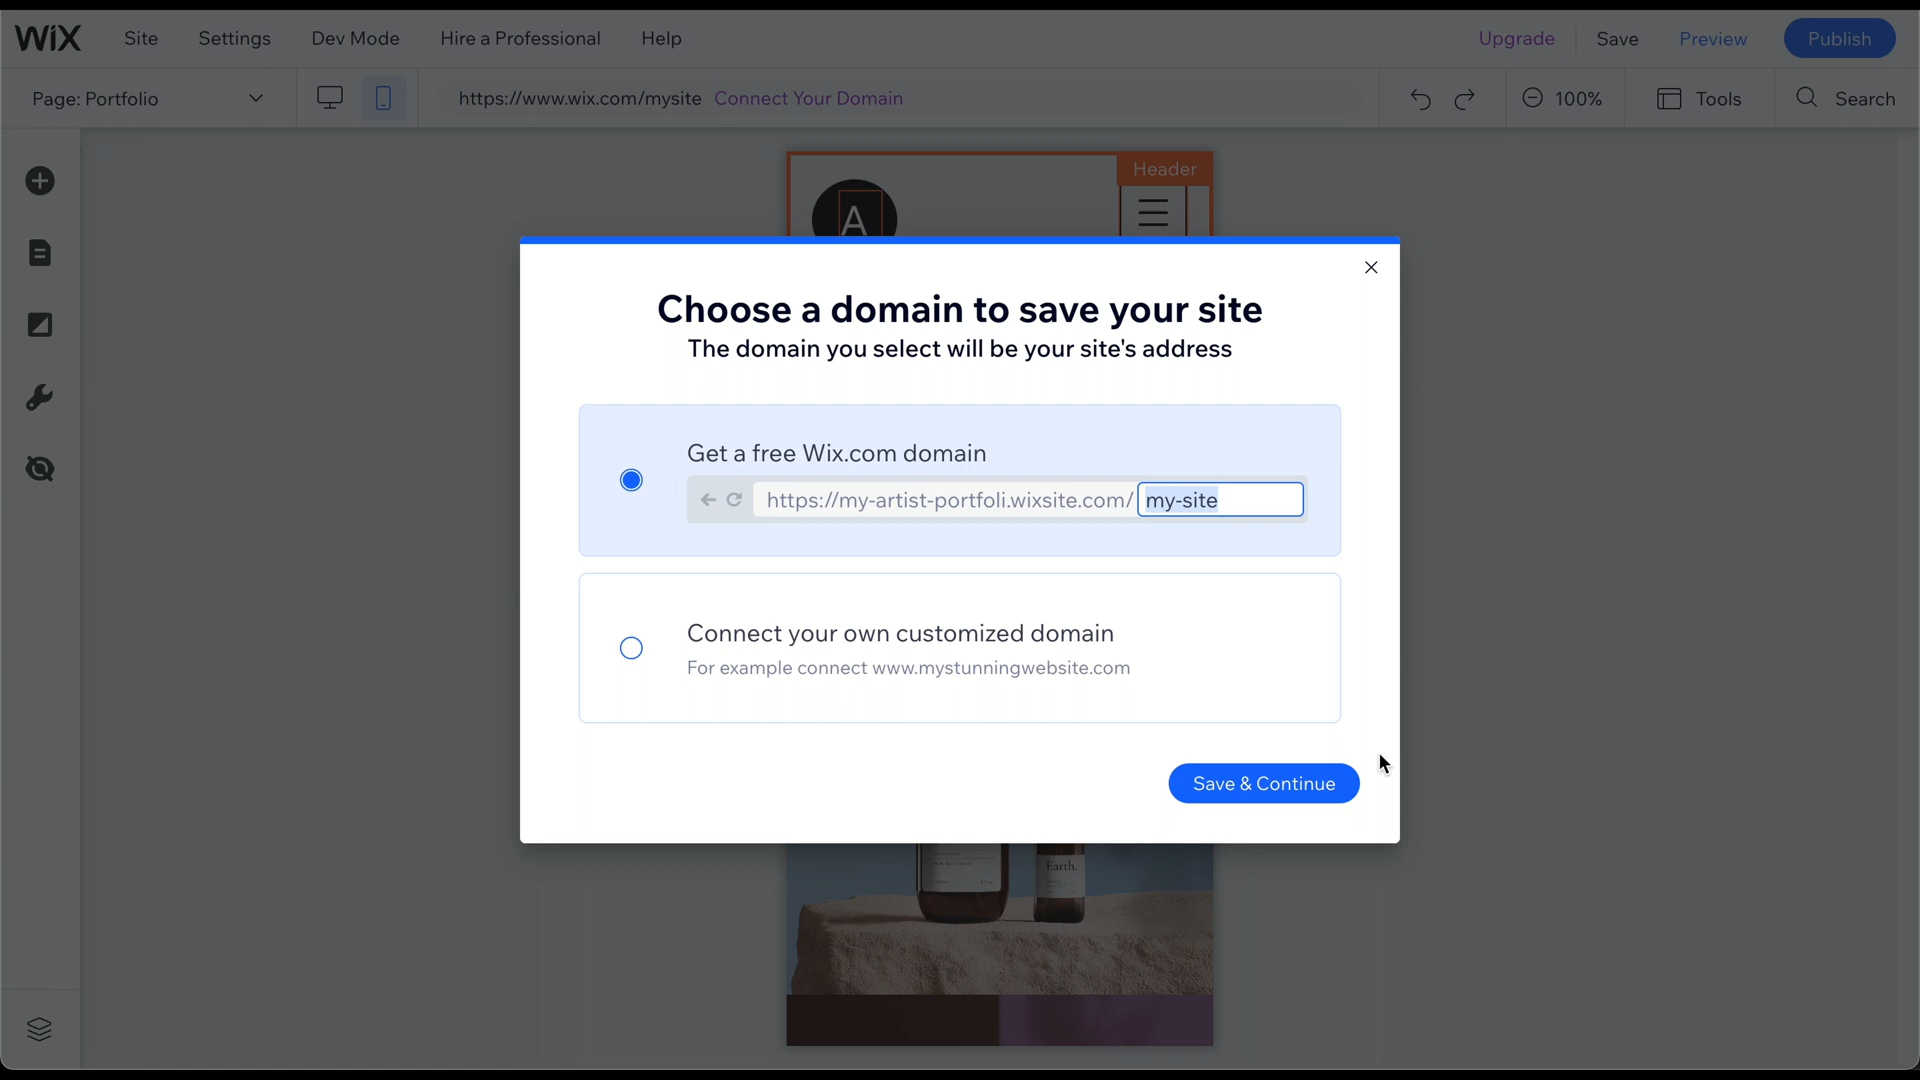 WiX Site Settings Dev Mode Hire a Professional Help Upgrade Save Preview Publish
Page: Portfolio https://www.wix.com/mysite Connect Your Domain 100% Tools Search
Header
A
Choose a domain to save your site
The domain you select will be your site's address
Get a free Wix.com domain
https://my-artist-portfoli.wixsite.com/ my-site
Connect your own customized domain
For example connect www.mystunningwebsite.com
Save & Continue
Earth.